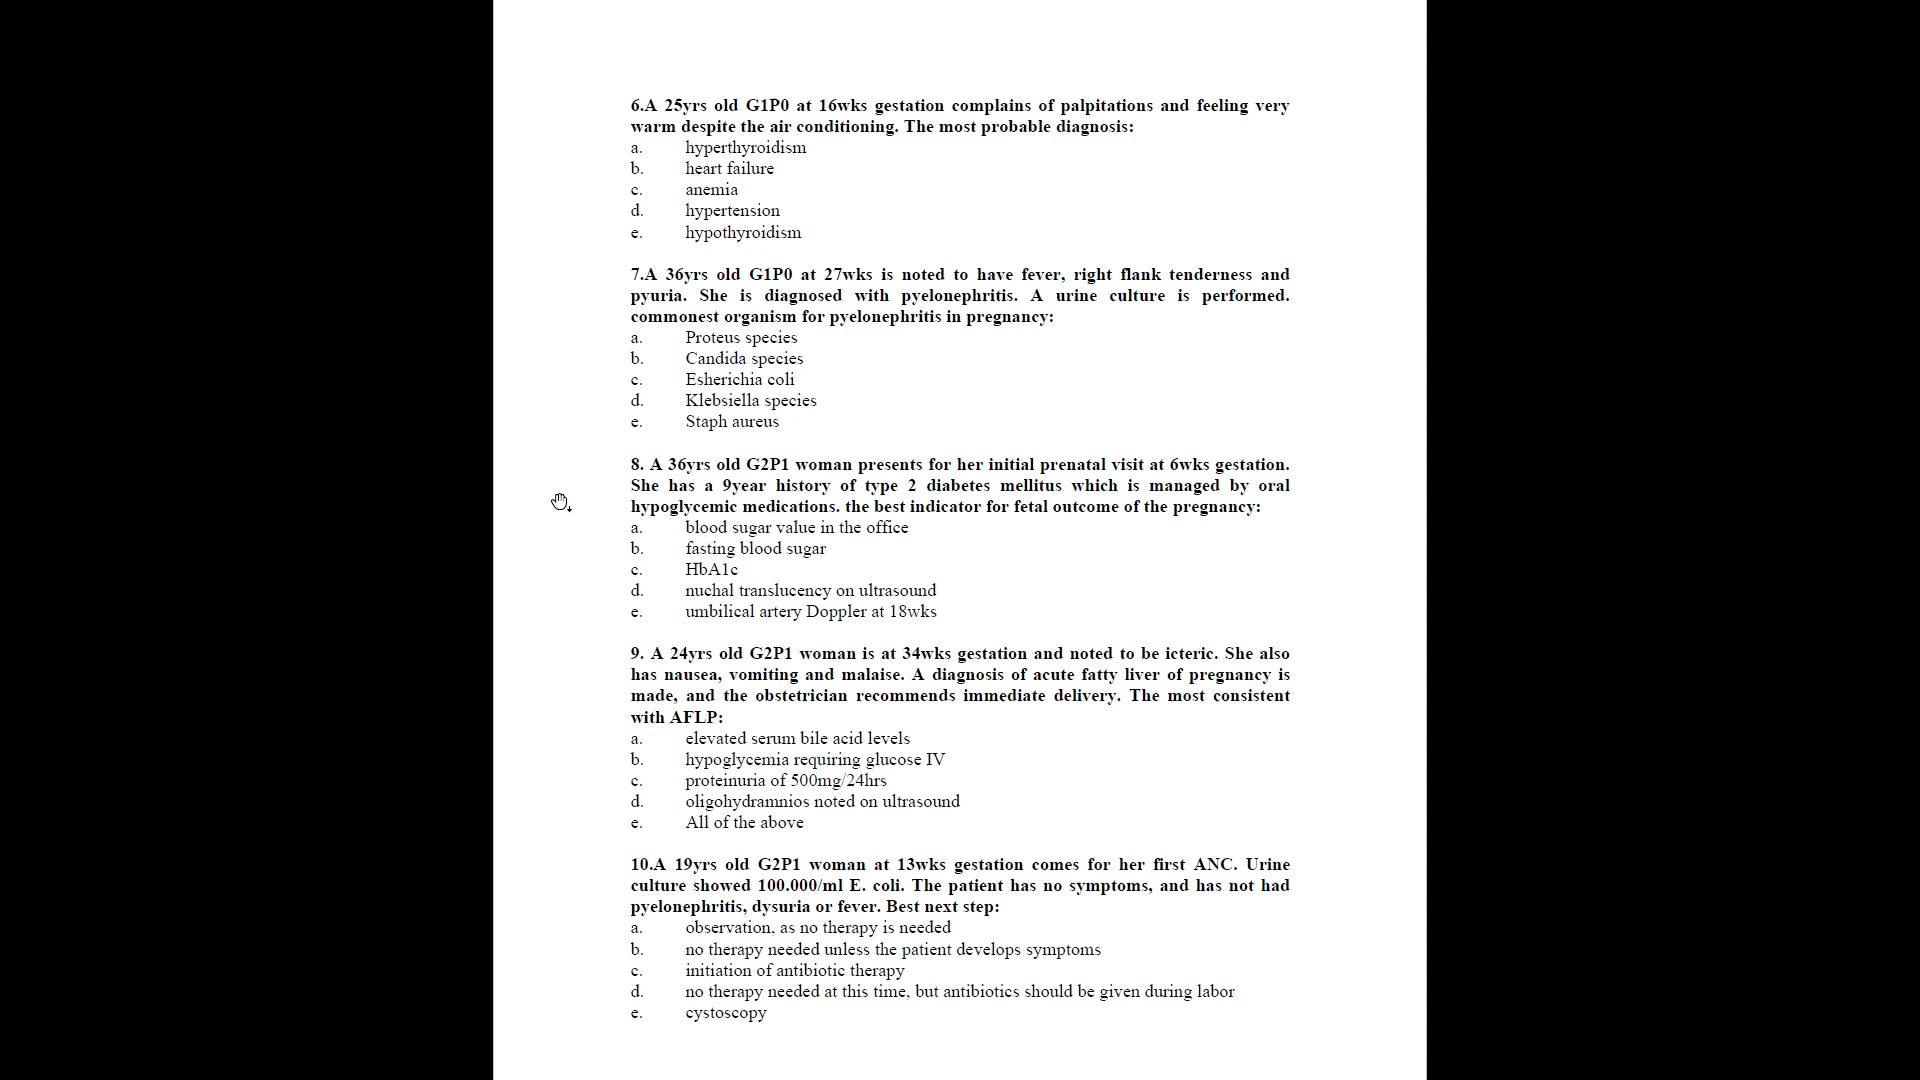 6.A 25yrs old G1P0 at 16wks gestation complains of palpitations and feeling very
warm despite the air conditioning. The most probable diagnosis:
a. hyperthyroidism
b. heart failure
c. anemia
d. hypertension
e. hypothyroidism
7.A 36yrs old G1P0 at 27wks is noted to have fever, right flank tenderness and
pyuria. She is diagnosed with pyelonephritis. A urine culture is performed.
commonest organism for pyelonephritis in pregnancy:
a. Proteus species
b. Candida species
c. Esherichia coli
d. Klebsiella species
e. Staph aureus
8. A 36yrs old G2P1 woman presents for her initial prenatal visit at 6wks gestation.
She has a 9year history of type 2 diabetes mellitus which is managed by oral
hypoglycemic medications. the best indicator for fetal outcome of the pregnancy:
a. blood sugar value in the office
b. fasting blood sugar
c. HbA1c
d. nuchal translucency on ultrasound
e. umbilical artery Doppler at 18wks
9. A 24yrs old G2P1 woman is at 34wks gestation and noted to be icteric. She also
has nausea, vomiting and malaise. A diagnosis of acute fatty liver of pregnancy is
made, and the obstetrician recommends immediate delivery. The most consistent
with AFLP:
a. elevated serum bile acid levels
b. hypoglycemia requiring glucose IV
c. proteinuria of 500mg/24hrs
d. oligohydramnios noted on ultrasound
e. All of the above
10.A 19yrs old G2P1 woman at 13wks gestation comes for her first ANC. Urine
culture showed 100.000/ml E. coli. The patient has no symptoms, and has not had
pyelonephritis, dysuria or fever. Best next step:
a. observation, as no therapy is needed
b. no therapy needed unless the patient develops symptoms
c. initiation of antibiotic therapy
d. no therapy needed at this time, but antibiotics should be given during labor
e. cystoscopy